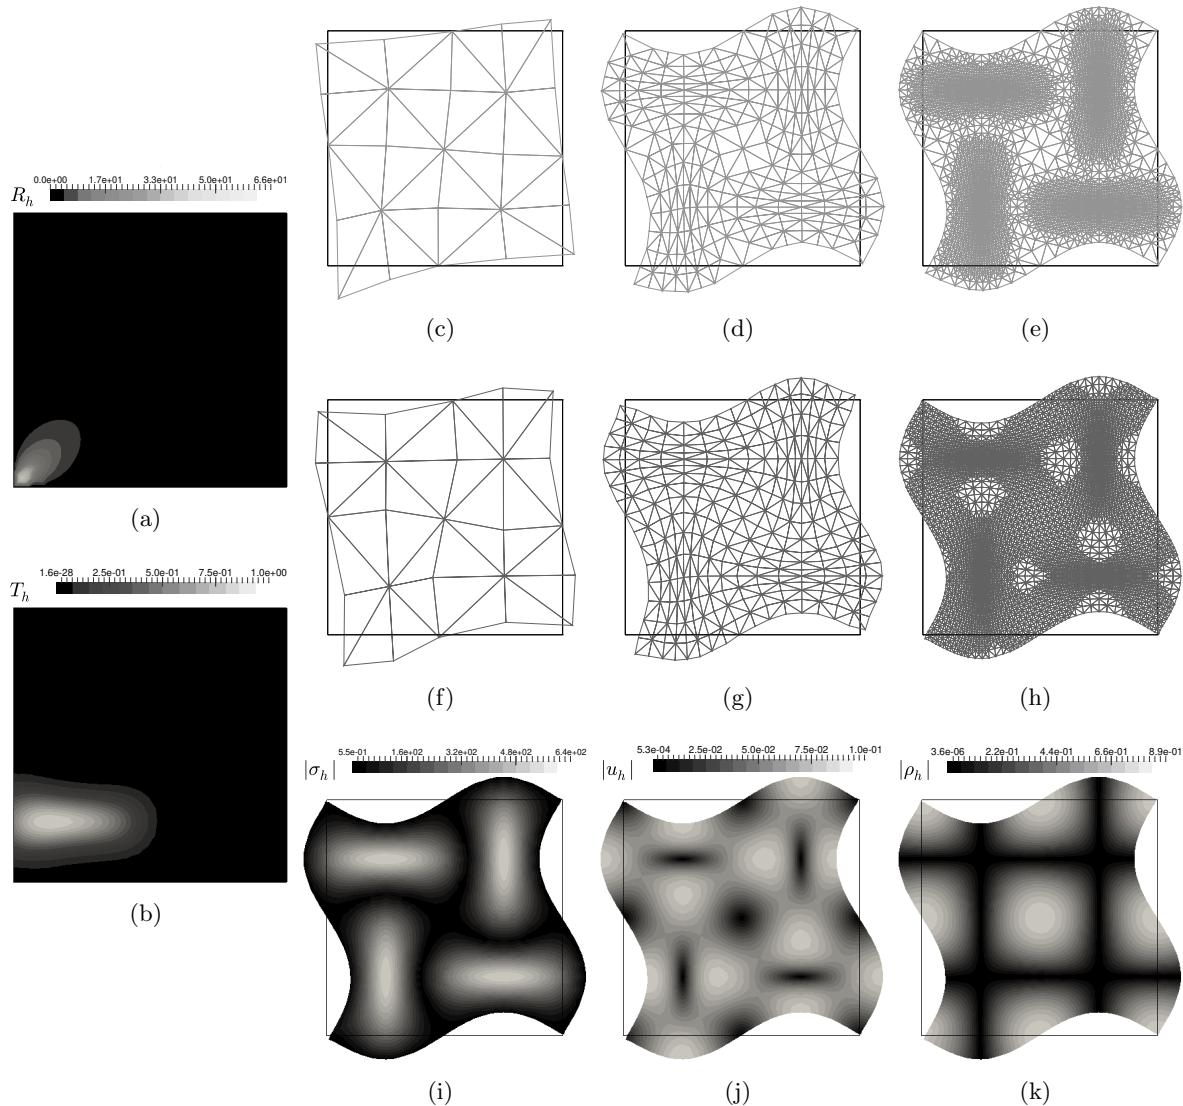 0.0e+00 1.7e+01 3.3e+01 5.0e+01 6.6e+01
R_h
(a)
1.6e-28 2.5e-01 5.0e-01 7.5e-01 1.0e+00
T_h
(b)
(c) (d) (e)
(f) (g) (h)
5.5e-01 1.6e+02 3.2e+02 4.8e+02 6.4e+02
|σ_h|
5.3e-04 2.5e-02 5.0e-02 7.5e-02 1.0e-01
|u_h|
3.6e-06 2.2e-01 4.4e-01 6.6e-01 8.9e-01
|ρ_h|
(i) (j) (k)